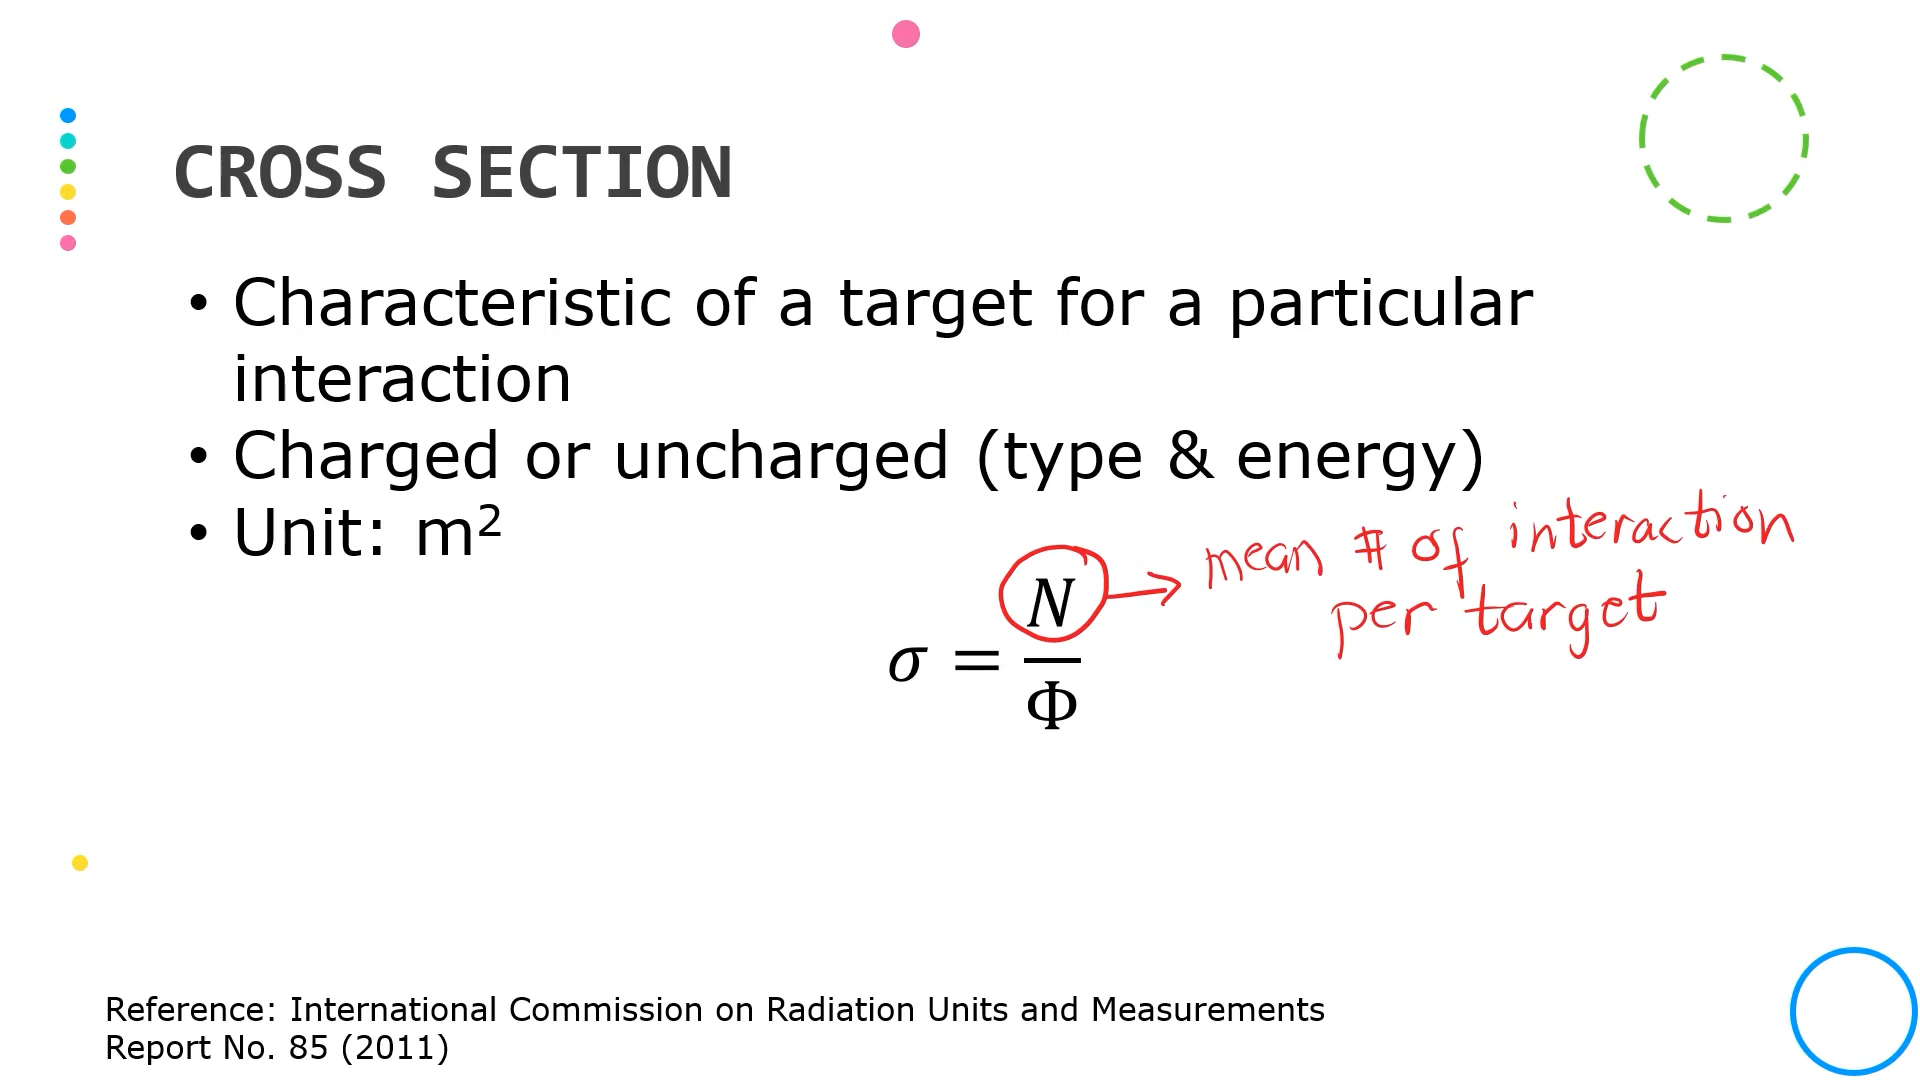 CROSS SECTION
• Characteristic of a target for a particular
interaction
• Charged or uncharged (type & energy)
• Unit: m²
mean # of interaction
per target
σ = N/Φ
Reference: International Commission on Radiation Units and Measurements
Report No. 85 (2011)